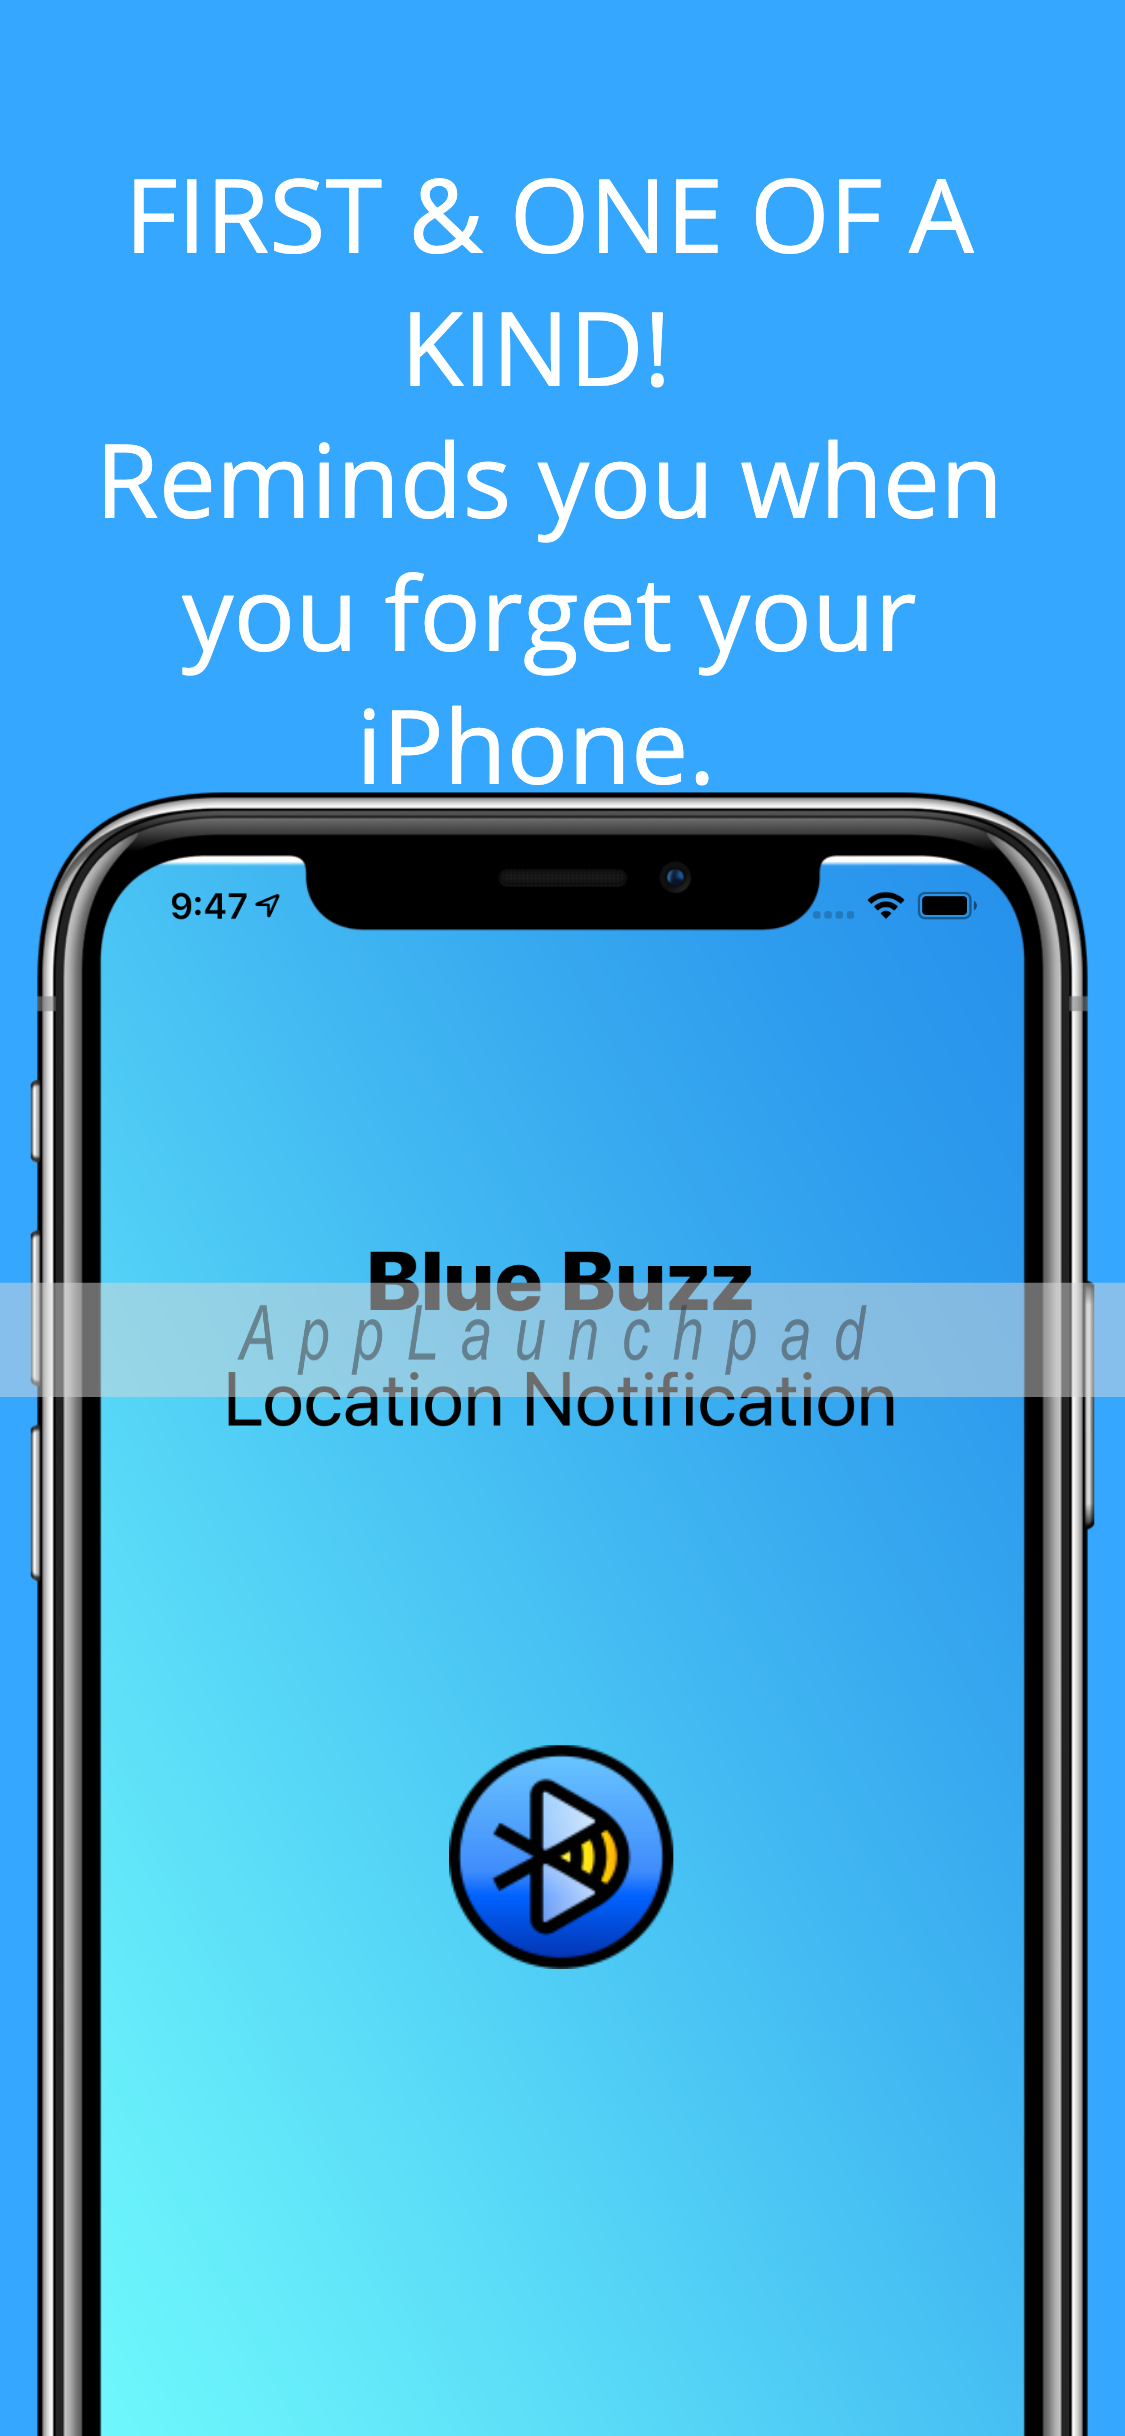 FIRST & ONE OF A
KIND!
Reminds you when
you forget your
iPhone.
9:47
Blue Buzz
AppLaunchpad
Location Notification